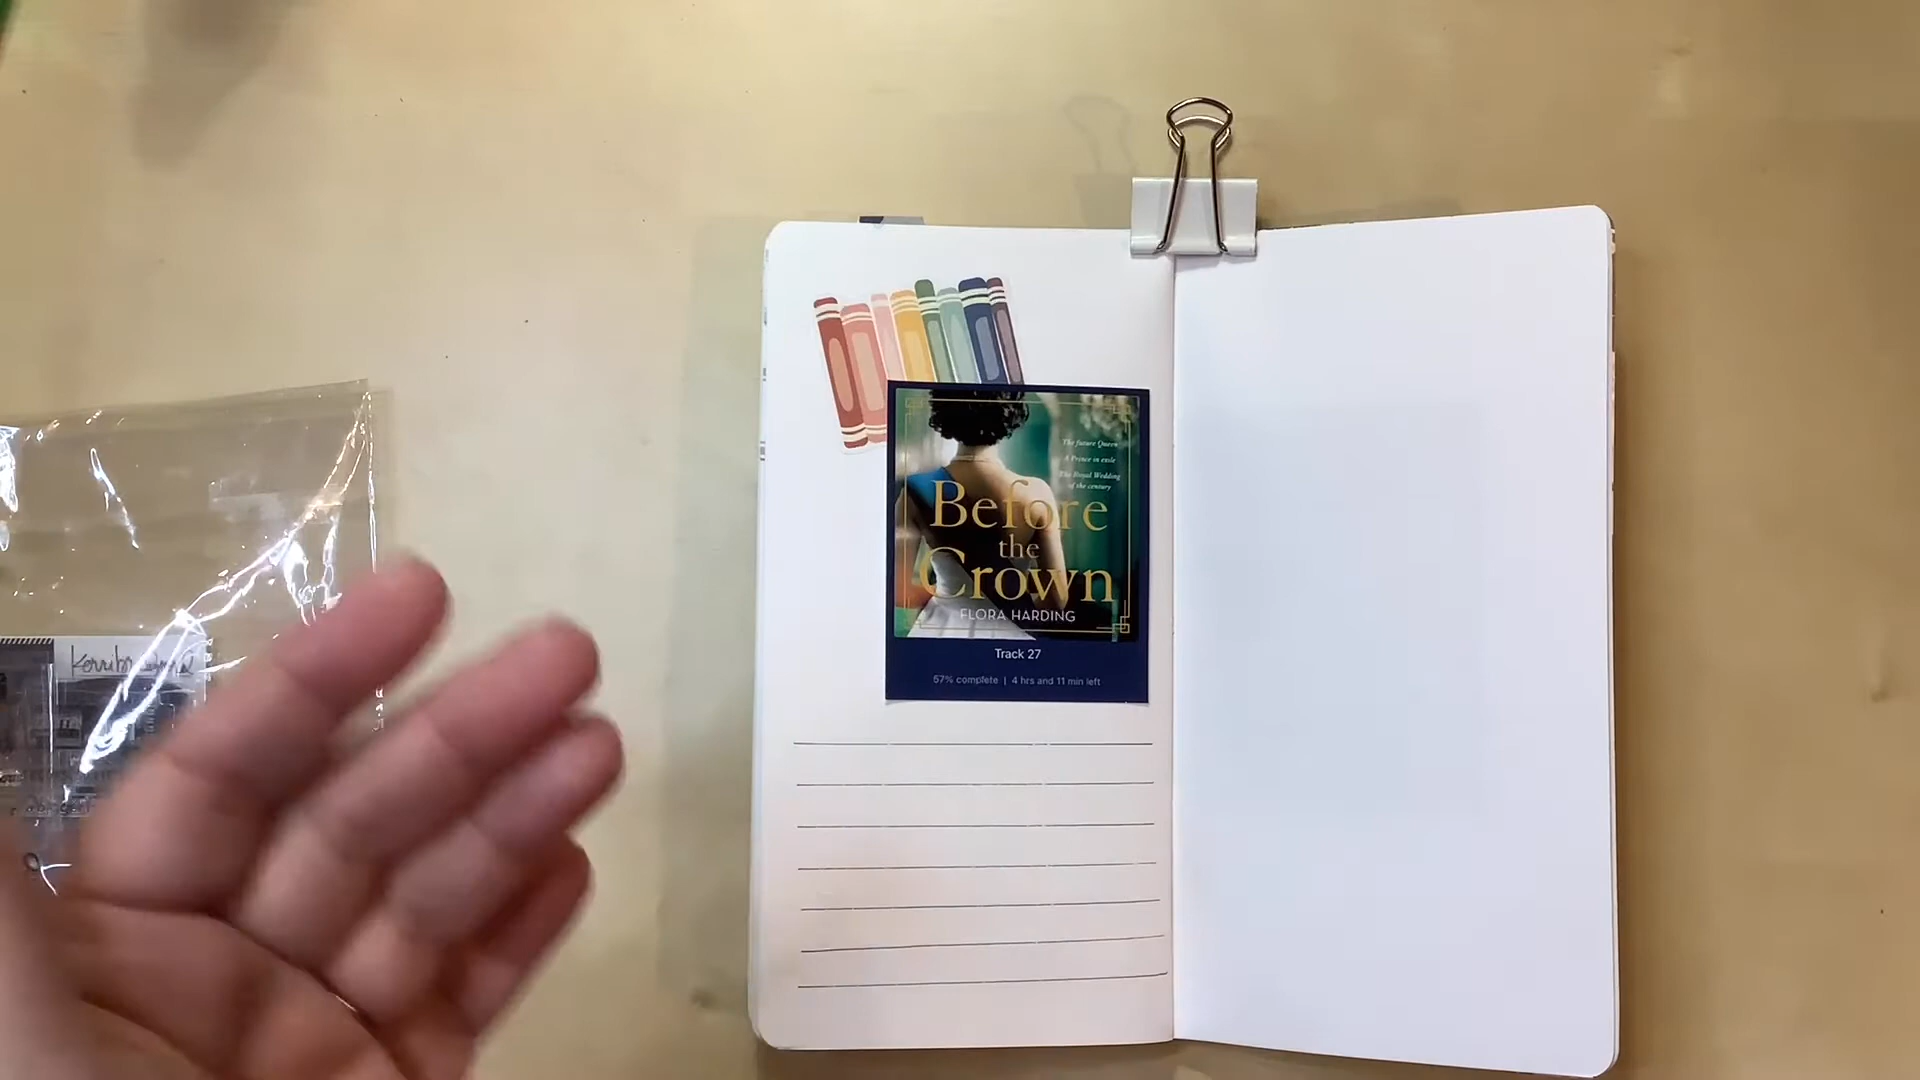 The future Queen
A Prince in exile
The Royal Wedding
of the century
Before
the
Crown
FLORA HARDING
Track 27
57% complete | 4 hrs and 11 min left